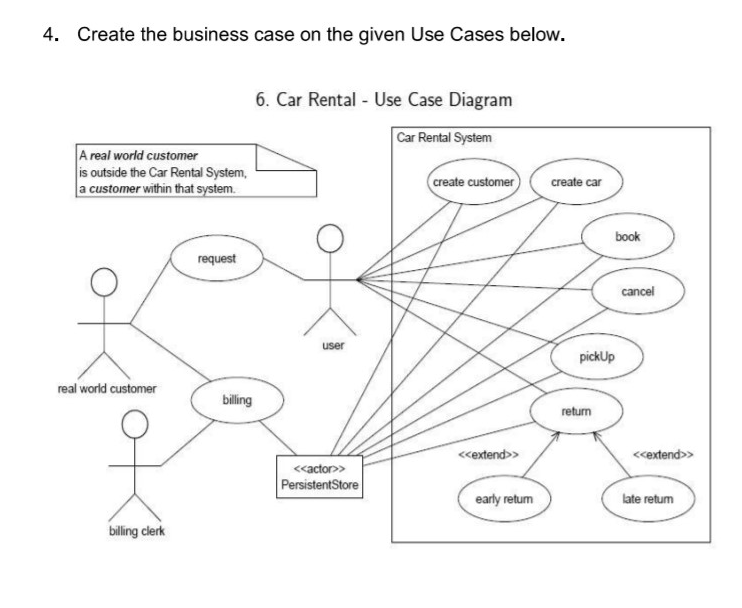 4. Create the business case on the given Use Cases below.
6. Car Rental - Use Case Diagram
Car Rental System
A real world customer
is outside the Car Rental System,
a customer within that system.
create customer
create car
book
request
cancel
user
pickUp
real world customer
billing
return
<<extend>>
<<extend>>
<<actor>>
PersistentStore
early return
late return
billing clerk